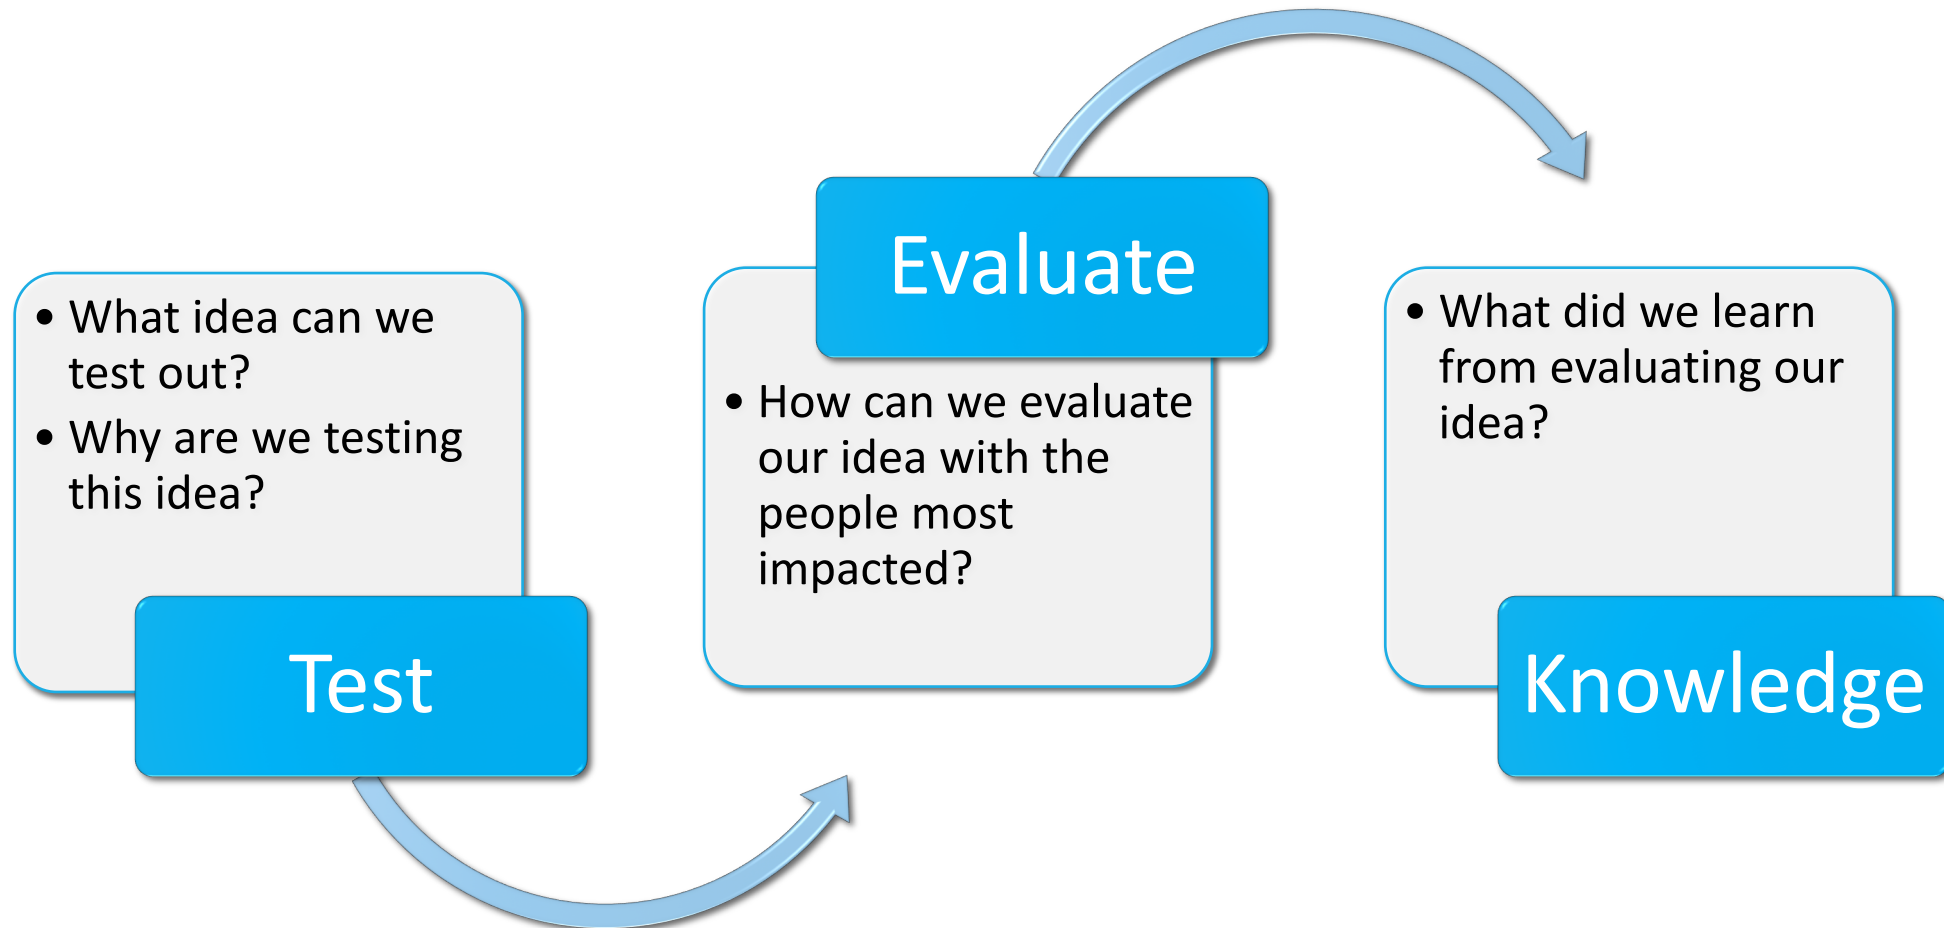 • What idea can we
test out?
• Why are we testing
this idea?
Test
Evaluate
• How can we evaluate
our idea with the
people most
impacted?
• What did we learn
from evaluating our
idea?
Knowledge